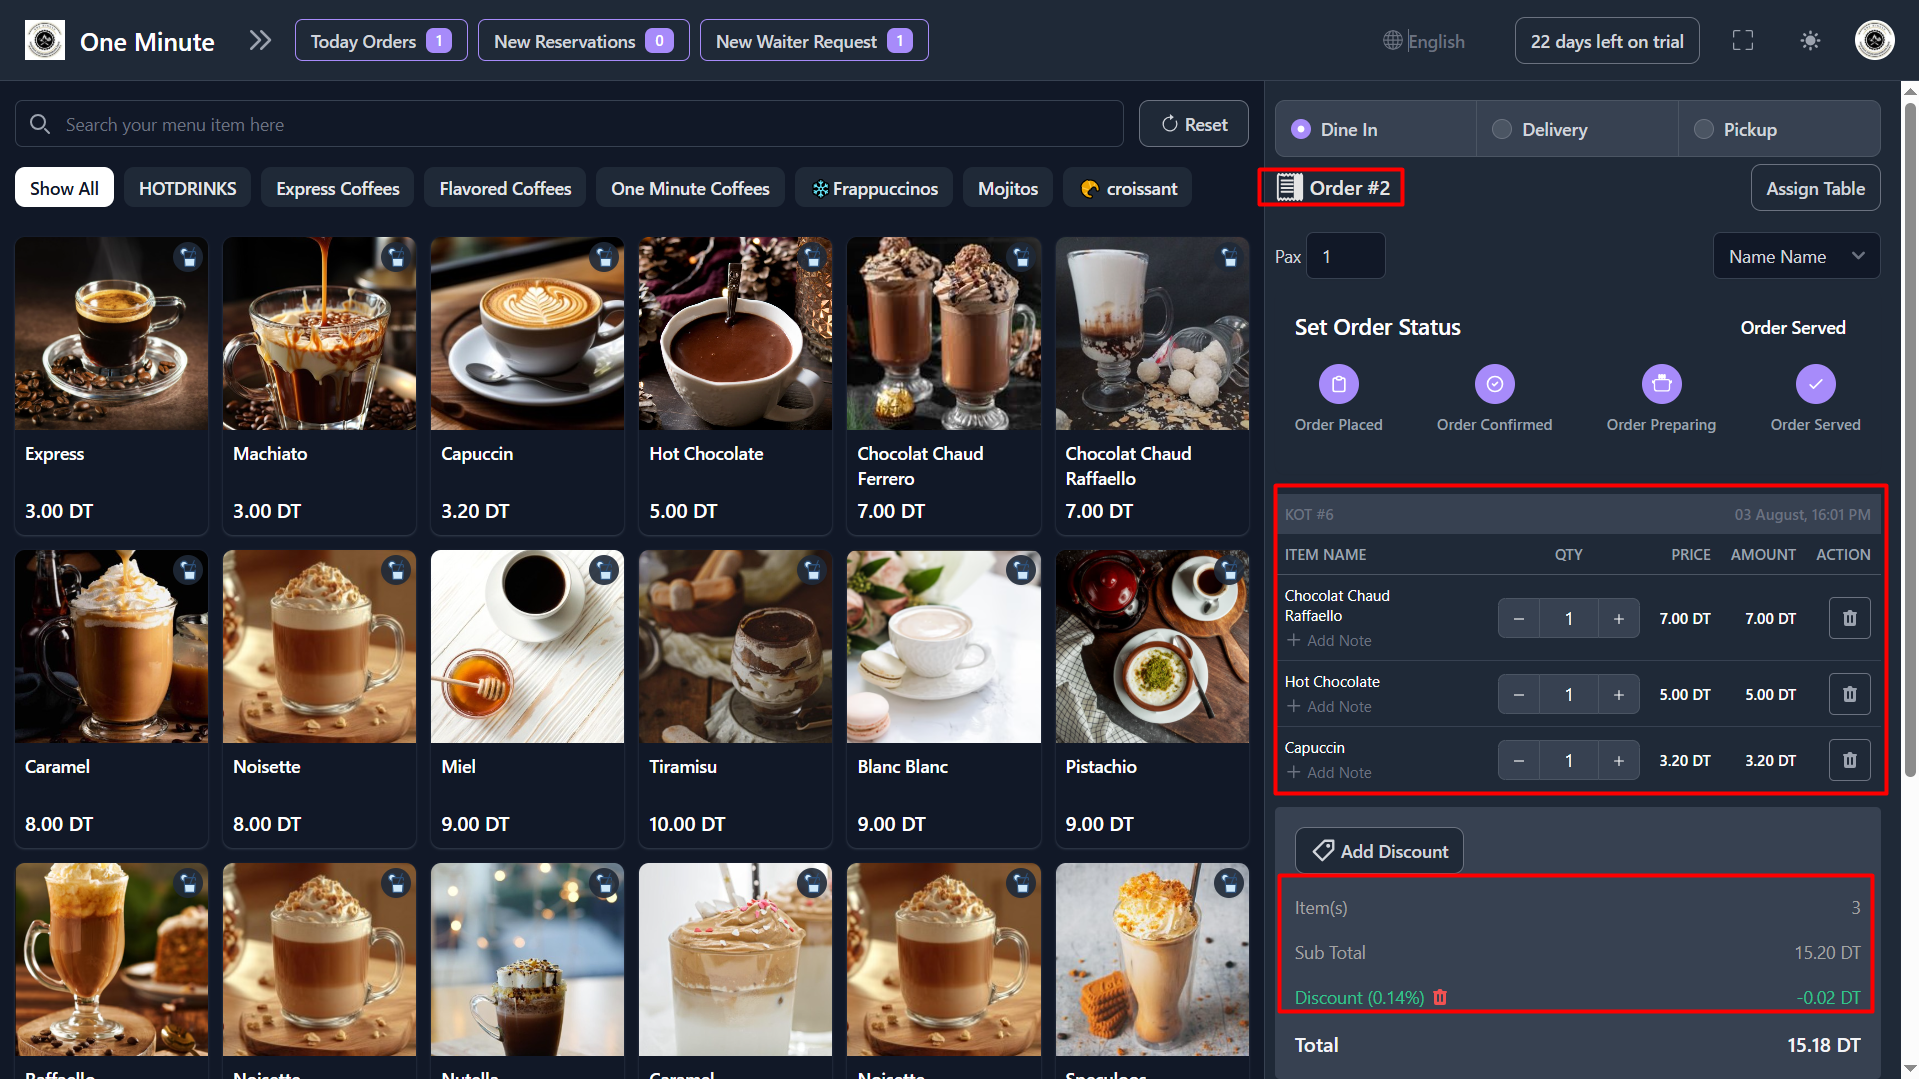 One Minute
Today Orders 1
New Reservations 0
New Waiter Request 1
English
22 days left on trial
Search your menu item here
Reset
Show All
HOTDRINKS
Express Coffees
Flavored Coffees
One Minute Coffees
Frappuccinos
Mojitos
croissant
Express
3.00 DT
Machiato
3.00 DT
Capuccin
3.20 DT
Hot Chocolate
5.00 DT
Chocolat Chaud
Ferrero
7.00 DT
Chocolat Chaud
Raffaello
7.00 DT
Caramel
8.00 DT
Noisette
8.00 DT
Miel
9.00 DT
Tiramisu
10.00 DT
Blanc Blanc
9.00 DT
Pistachio
9.00 DT
Raffaello
Noisette
Nutella
Caramel
Noisette
Speculoos
Dine In
Delivery
Pickup
Order #2
Assign Table
Pax 1
Name Name
Set Order Status
Order Served
Order Placed
Order Confirmed
Order Preparing
Order Served
KOT #6
03 August, 16:01 PM
ITEM NAME QTY PRICE AMOUNT ACTION
Chocolat Chaud
Raffaello
Add Note
1 7.00 DT 7.00 DT
Hot Chocolate
Add Note
1 5.00 DT 5.00 DT
Capuccin
Add Note
1 3.20 DT 3.20 DT
Add Discount
Item(s) 3
Sub Total 15.20 DT
Discount (0.14%) -0.02 DT
Total 15.18 DT